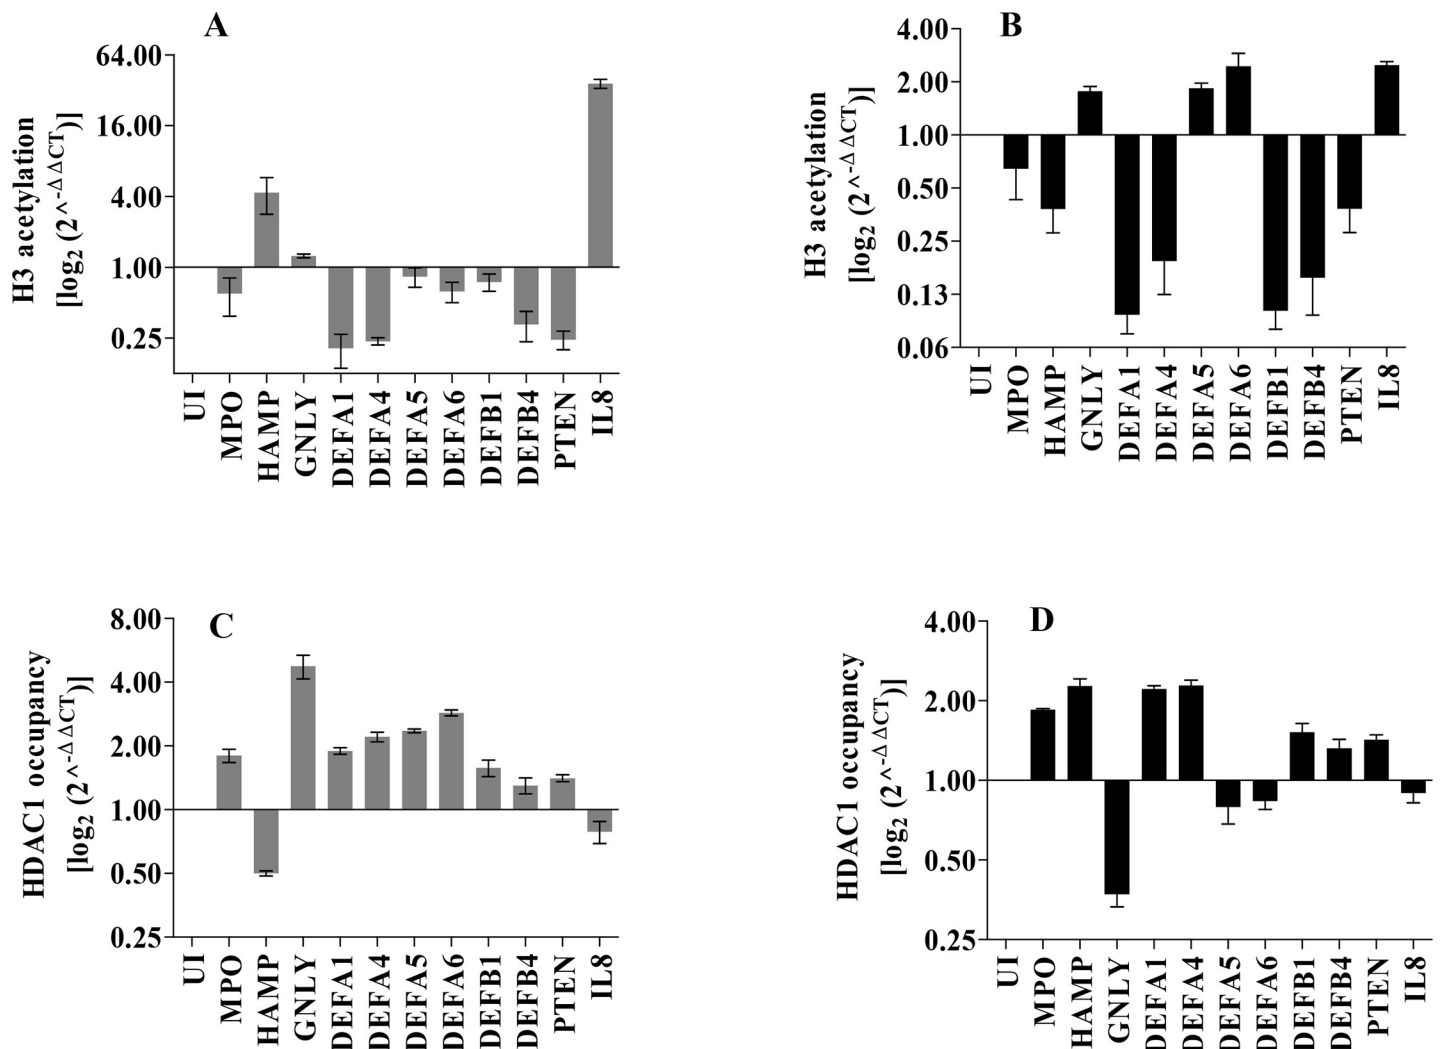 A
64.00
16.00
4.00
1.00
0.25
H3 acetylation
[log2 (2^-ΔΔCT)]
UI
MPO
HAMP
GNLY
DEFA1
DEFA4
DEFA5
DEFA6
DEFB1
DEFB4
PTEN
IL8
B
4.00
2.00
1.00
0.50
0.25
0.13
0.06
H3 acetylation
[log2 (2^-ΔΔCT)]
UI
MPO
HAMP
GNLY
DEFA1
DEFA4
DEFA5
DEFA6
DEFB1
DEFB4
PTEN
IL8
C
8.00
4.00
2.00
1.00
0.50
0.25
HDAC1 occupancy
[log2 (2^-ΔΔCT)]
UI
MPO
HAMP
GNLY
DEFA1
DEFA4
DEFA5
DEFA6
DEFB1
DEFB4
PTEN
IL8
D
4.00
2.00
1.00
0.50
0.25
HDAC1 occupancy
[log2 (2^-ΔΔCT)]
UI
MPO
HAMP
GNLY
DEFA1
DEFA4
DEFA5
DEFA6
DEFB1
DEFB4
PTEN
IL8